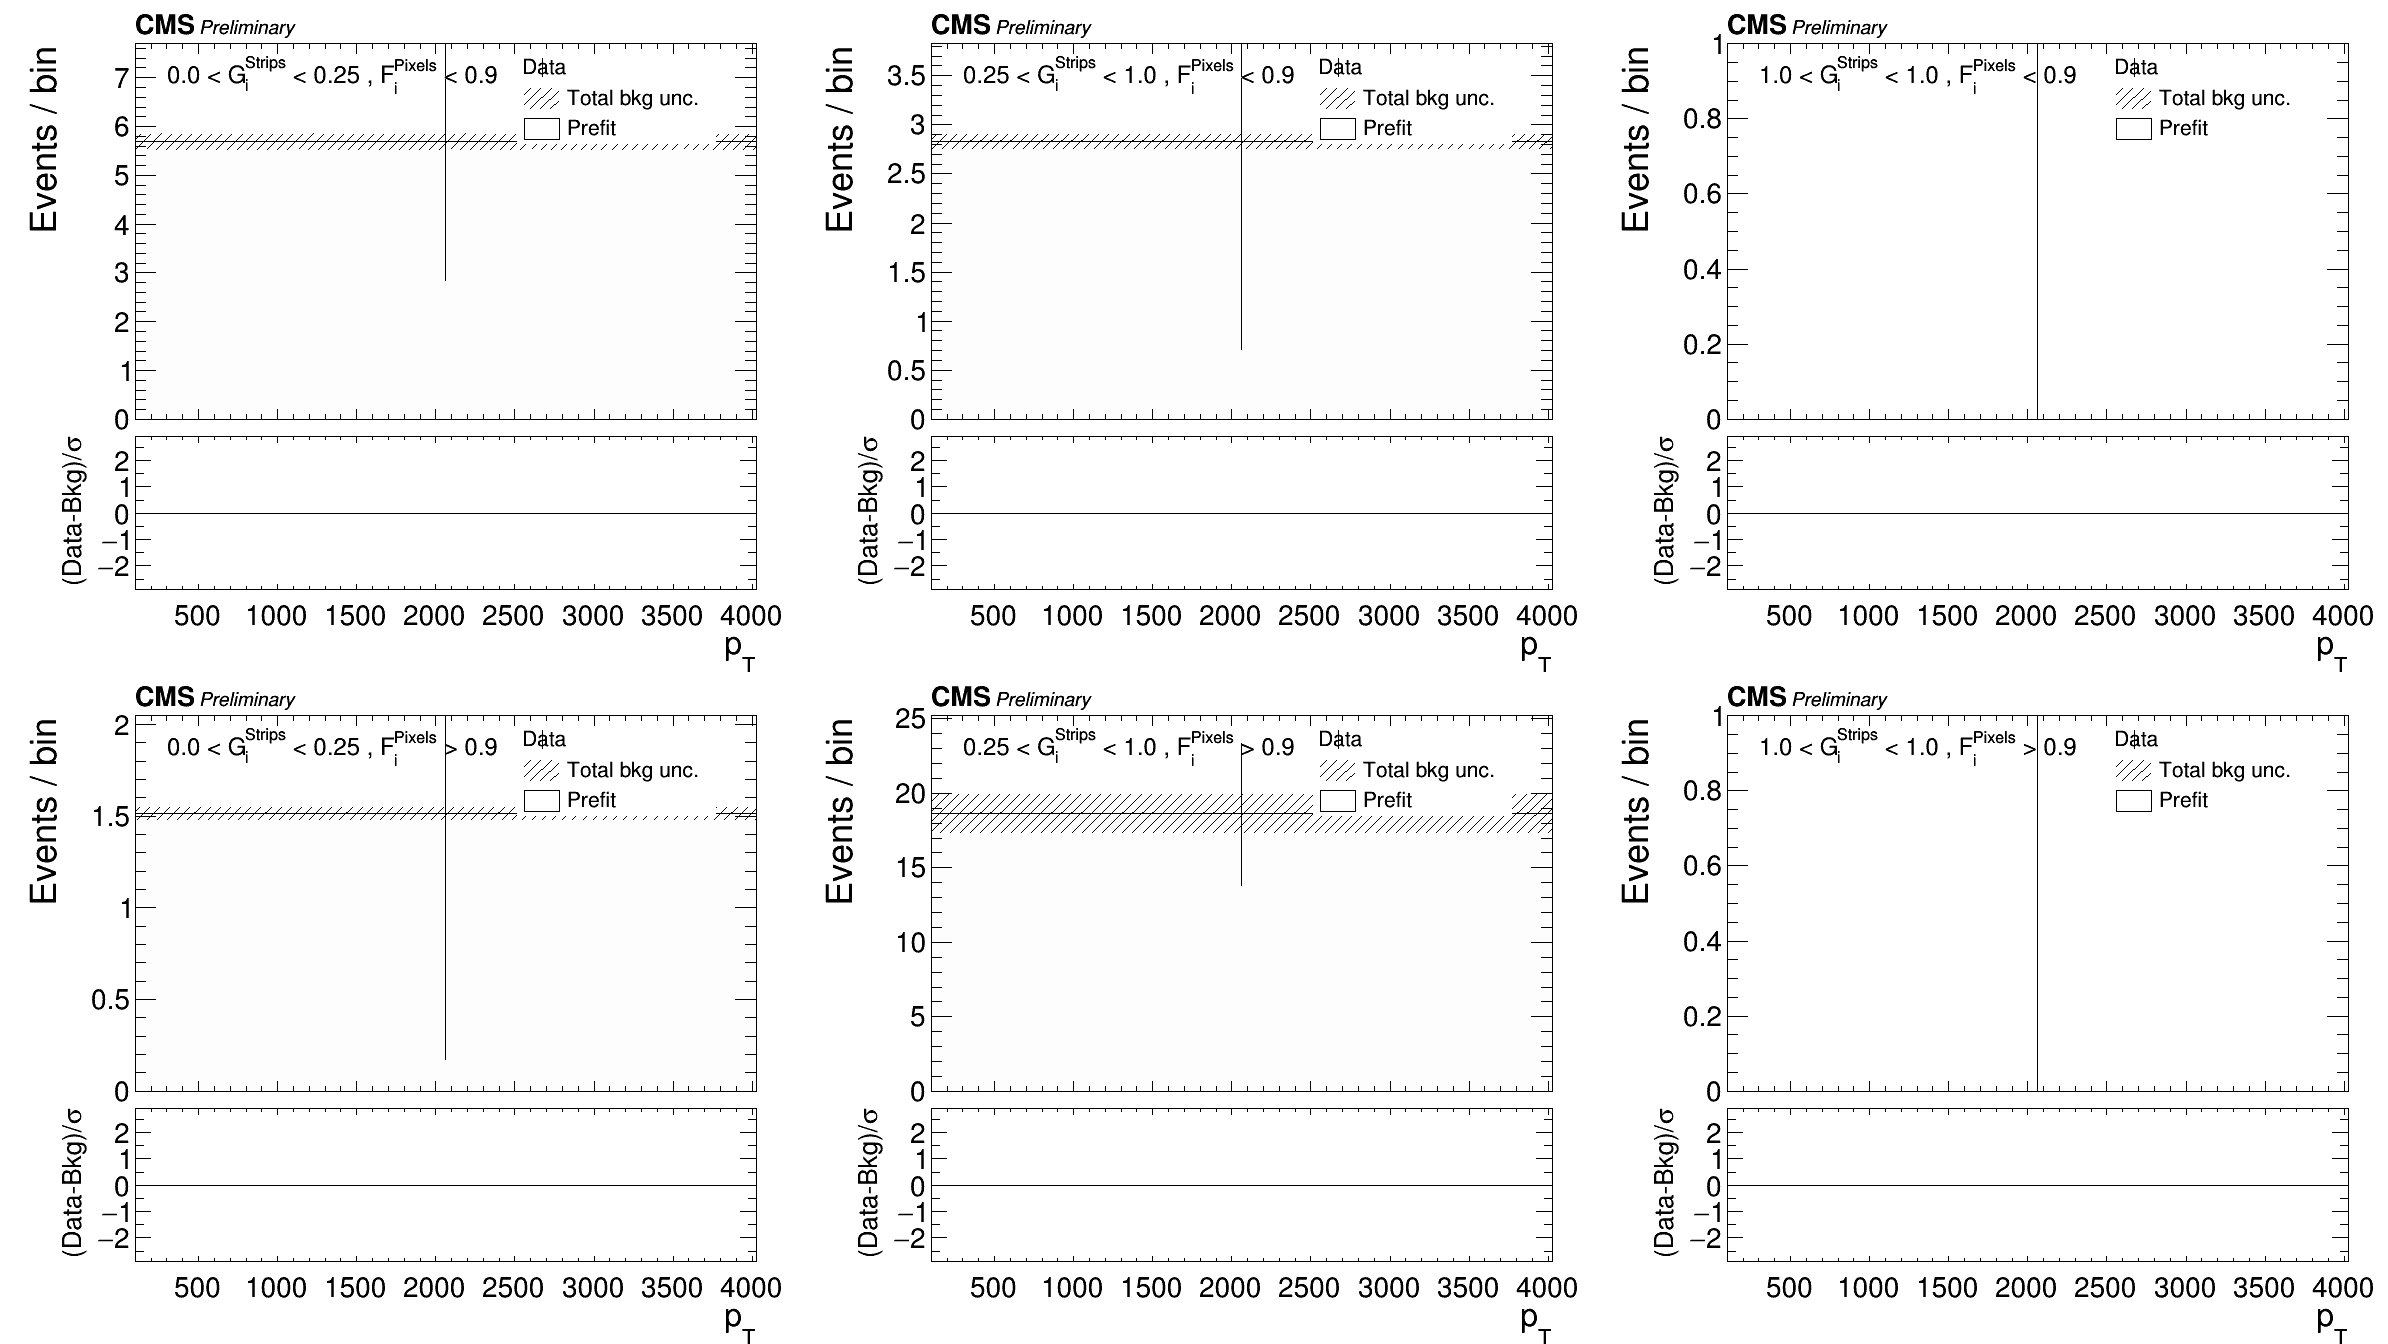 CMS Preliminary
0.0 < G_i^Strips < 0.25 , F_i^Pixels < 0.9
Data
Total bkg unc.
Prefit
Events / bin
7
6
5
4
3
2
1
0
(Data-Bkg)/σ
2
1
0
−1
−2
500 1000 1500 2000 2500 3000 3500 4000
p_T
CMS Preliminary
0.25 < G_i^Strips < 1.0 , F_i^Pixels < 0.9
Data
Total bkg unc.
Prefit
Events / bin
3.5
3
2.5
2
1.5
1
0.5
0
(Data-Bkg)/σ
2
1
0
−1
−2
500 1000 1500 2000 2500 3000 3500 4000
p_T
CMS Preliminary
1.0 < G_i^Strips < 1.0 , F_i^Pixels < 0.9
Data
Total bkg unc.
Prefit
Events / bin
1
0.8
0.6
0.4
0.2
0
(Data-Bkg)/σ
2
1
0
−1
−2
500 1000 1500 2000 2500 3000 3500 4000
p_T
CMS Preliminary
0.0 < G_i^Strips < 0.25 , F_i^Pixels > 0.9
Data
Total bkg unc.
Prefit
Events / bin
2
1.5
1
0.5
0
(Data-Bkg)/σ
2
1
0
−1
−2
500 1000 1500 2000 2500 3000 3500 4000
p_T
CMS Preliminary
0.25 < G_i^Strips < 1.0 , F_i^Pixels > 0.9
Data
Total bkg unc.
Prefit
Events / bin
25
20
15
10
5
0
(Data-Bkg)/σ
2
1
0
−1
−2
500 1000 1500 2000 2500 3000 3500 4000
p_T
CMS Preliminary
1.0 < G_i^Strips < 1.0 , F_i^Pixels > 0.9
Data
Total bkg unc.
Prefit
Events / bin
1
0.8
0.6
0.4
0.2
0
(Data-Bkg)/σ
2
1
0
−1
−2
500 1000 1500 2000 2500 3000 3500 4000
p_T